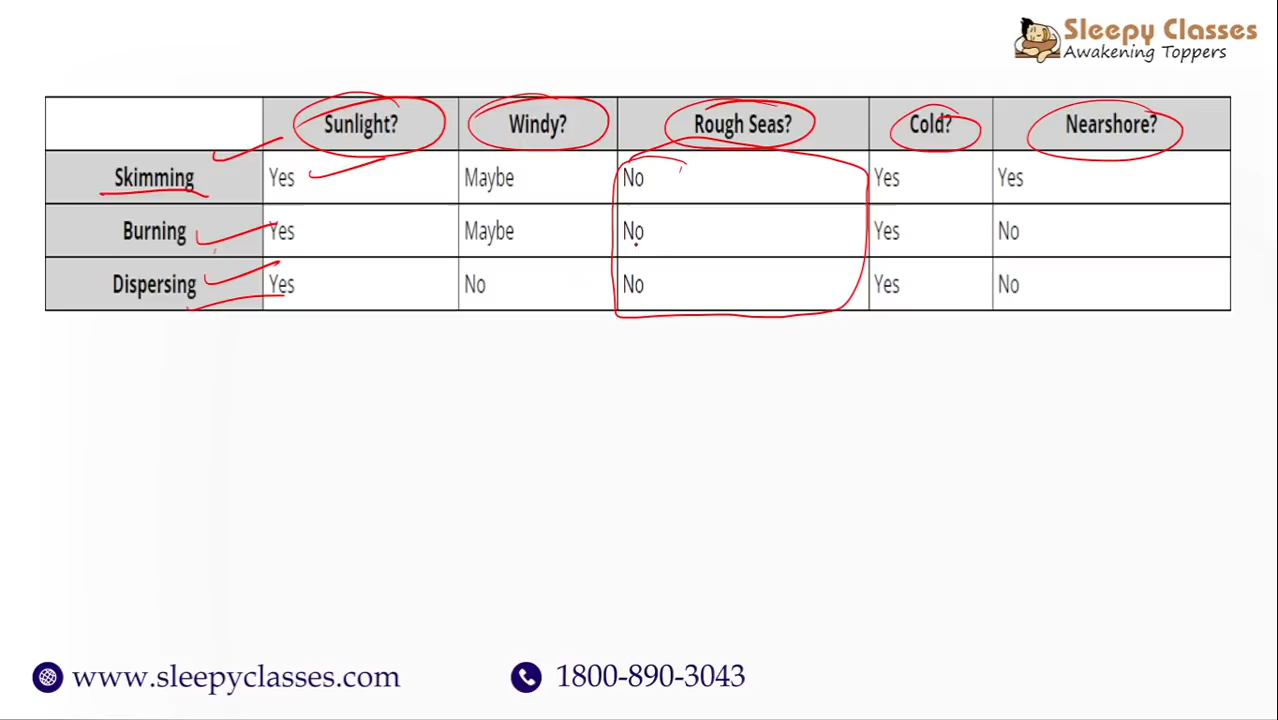 Sleepy Classes
Awakening Toppers
Sunlight? Windy? Rough Seas? Cold? Nearshore?
Skimming Yes Maybe No Yes Yes
Burning Yes Maybe No Yes No
Dispersing Yes No No Yes No
www.sleepyclasses.com 1800-890-3043